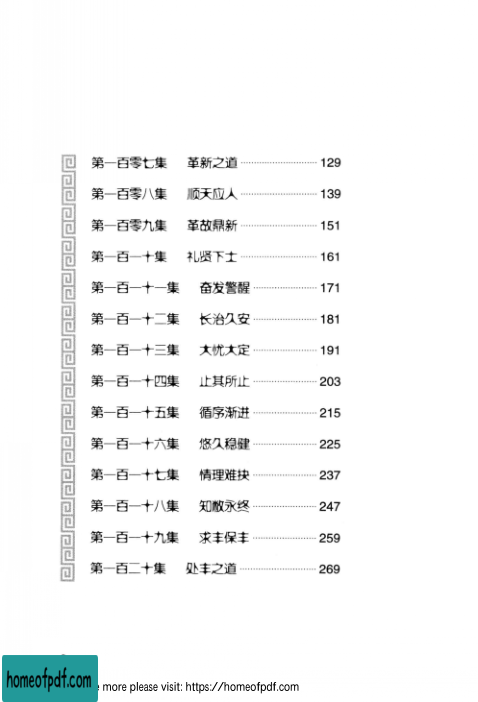 第一百零七集 革新之道 129
第一百零八集 顺天应人 139
第一百零九集 革故鼎新 151
第一百一十集 礼贤下士 161
第一百一十一集 奋发警醒 171
第一百一十二集 长治久安 181
第一百一十三集 大忧大定 191
第一百一十四集 止其所止 203
第一百一十五集 循序渐进 215
第一百一十六集 悠久稳健 225
第一百一十七集 情理难抉 237
第一百一十八集 知敝永终 247
第一百一十九集 求丰保丰 259
第一百二十集 处丰之道 269
homeofpdf.com
more please visit: https://homeofpdf.com